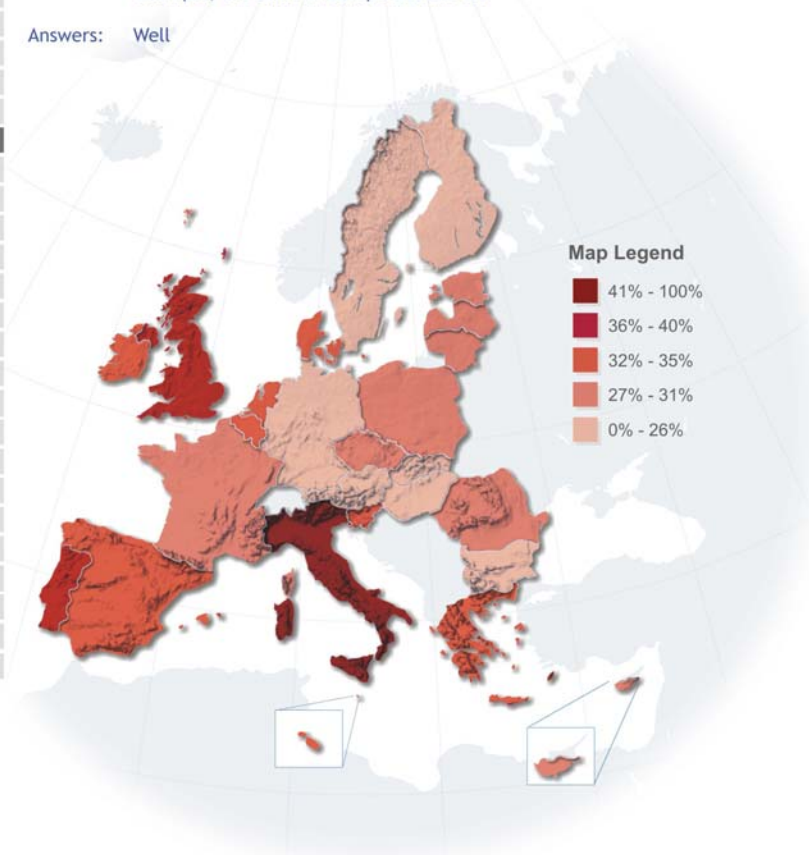 Answers: Well
Map Legend
41% - 100%
36% - 40%
32% - 35%
27% - 31%
0% - 26%